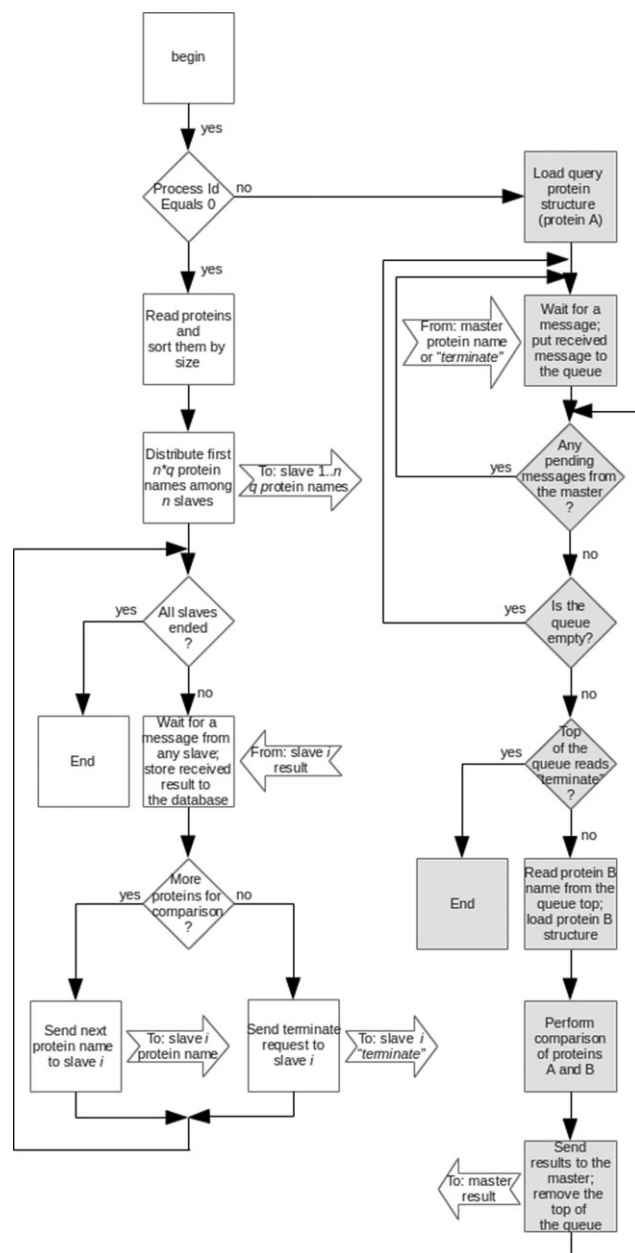 begin
yes
Process Id
Equals 0
no
yes
Read proteins
and
sort them by
size
Distribute first
n*q protein
names among
n slaves
To: slave 1..n
q protein names
All slaves
ended
?
yes
no
End
Wait for a
message from
any slave;
store received
result to
the database
From: slave i
result
More
proteins for
comparison
?
yes
no
Send next
protein name
to slave i
To: slave i
protein name
Send terminate
request to
slave i
To: slave i
"terminate"
Load query
protein
structure
(protein A)
From: master
protein name
or "terminate"
Wait for a
message;
put received
message to
the queue
Any
pending
messages from
the master
?
yes
no
Is the
queue
empty?
yes
no
Top
of the
queue reads
"terminate"
?
yes
no
End
Read protein B
name from the
queue top;
load protein B
structure
Perform
comparison
of proteins
A and B
Send
results to the
master;
remove the
top of
the queue
To: master
result